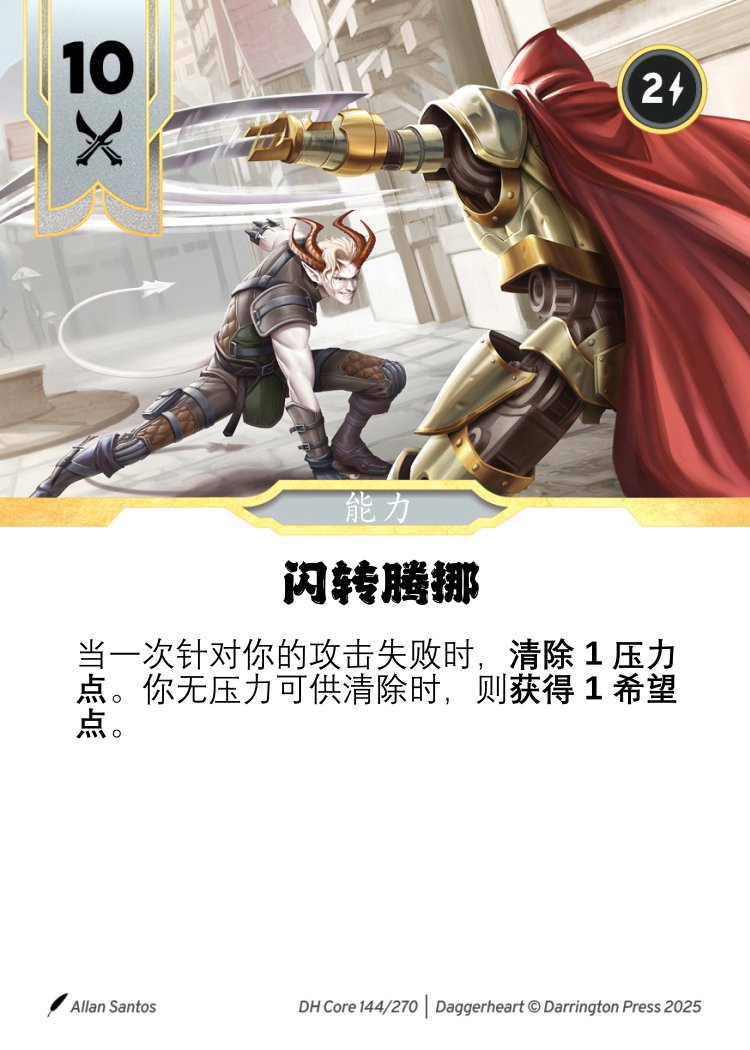 10
2
能力
闪转腾挪
当一次针对你的攻击失败时，清除 1 压力
点。你无压力可供清除时，则获得 1 希望
点。
Allan Santos
DH Core 144/270 | Daggerheart © Darrington Press 2025